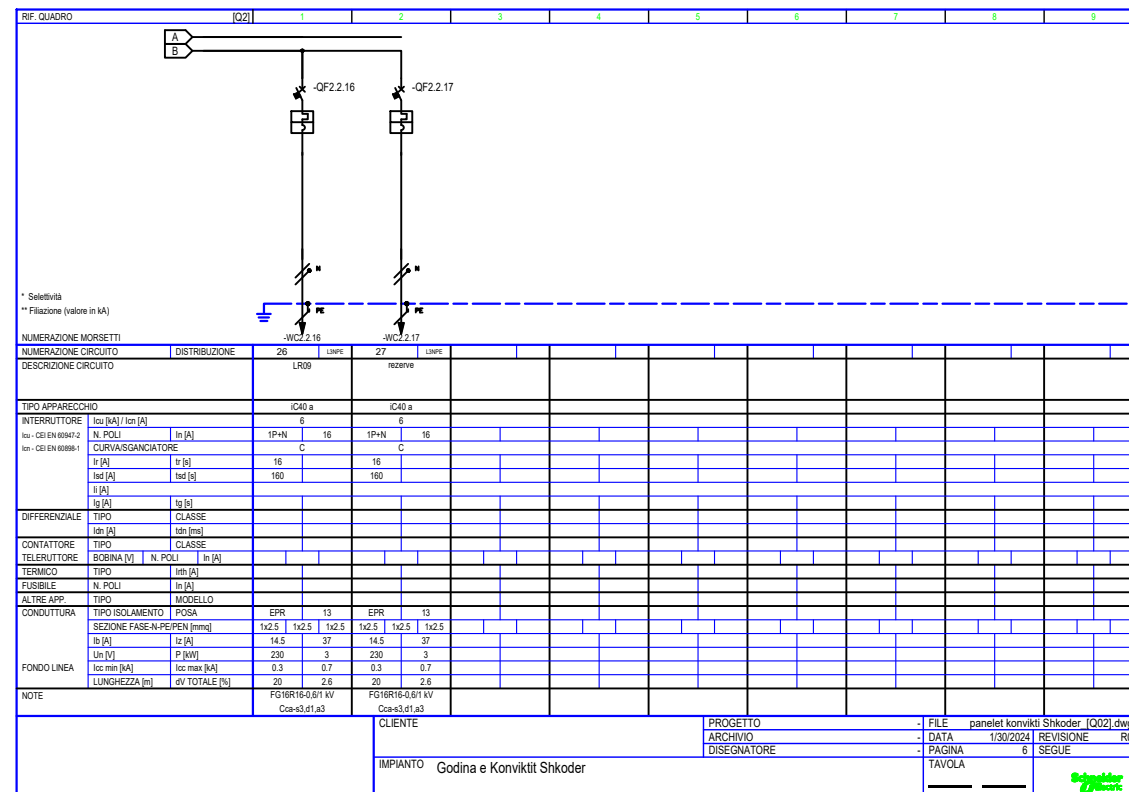 RIF. QUADRO [Q2] 1 2 3 4 5 6 7 8 9
A
B
-QF2.2.16 -QF2.2.17
N N
* Selettività
** Filiazione (valore in kA)
PE PE
NUMERAZIONE MORSETTI -WC2.2.16 -WC2.2.17
NUMERAZIONE CIRCUITO DISTRIBUZIONE 26 L3NPE 27 L3NPE
DESCRIZIONE CIRCUITO LR09 rezerve
TIPO APPARECCHIO iC40 a iC40 a
INTERRUTTORE Icu [kA] / Icn [A] 6 6
Icu - CEI EN 60947-2 N. POLI In [A] 1P+N 16 1P+N 16
Icn - CEI EN 60898-1 CURVA/SGANCIATORE C C
Ir [A] tr [s] 16 16
Isd [A] tsd [s] 160 160
Ii [A]
Ig [A] tg [s]
DIFFERENZIALE TIPO CLASSE
Idn [A] tdn [ms]
CONTATTORE TIPO CLASSE
TELERUTTORE BOBINA [V] N. POLI In [A]
TERMICO TIPO Irth [A]
FUSIBILE N. POLI In [A]
ALTRE APP. TIPO MODELLO
CONDUTTURA TIPO ISOLAMENTO POSA EPR 13 EPR 13
SEZIONE FASE-N-PE/PEN [mmq] 1x2.5 1x2.5 1x2.5 1x2.5 1x2.5 1x2.5
Ib [A] Iz [A] 14.5 37 14.5 37
Un [V] P [kW] 230 3 230 3
FONDO LINEA Icc min [kA] Icc max [kA] 0.3 0.7 0.3 0.7
LUNGHEZZA [m] dV TOTALE [%] 20 2.6 20 2.6
NOTE FG16R16-0,6/1 kV FG16R16-0,6/1 kV
Cca-s3,d1,a3 Cca-s3,d1,a3
CLIENTE PROGETTO - FILE panelet konvikti Shkoder_[Q02].dwg
ARCHIVIO - DATA 1/30/2024 REVISIONE
DISEGNATORE - PAGINA 6 SEGUE
IMPIANTO Godina e Konviktit Shkoder TAVOLA
Schneider
Electric